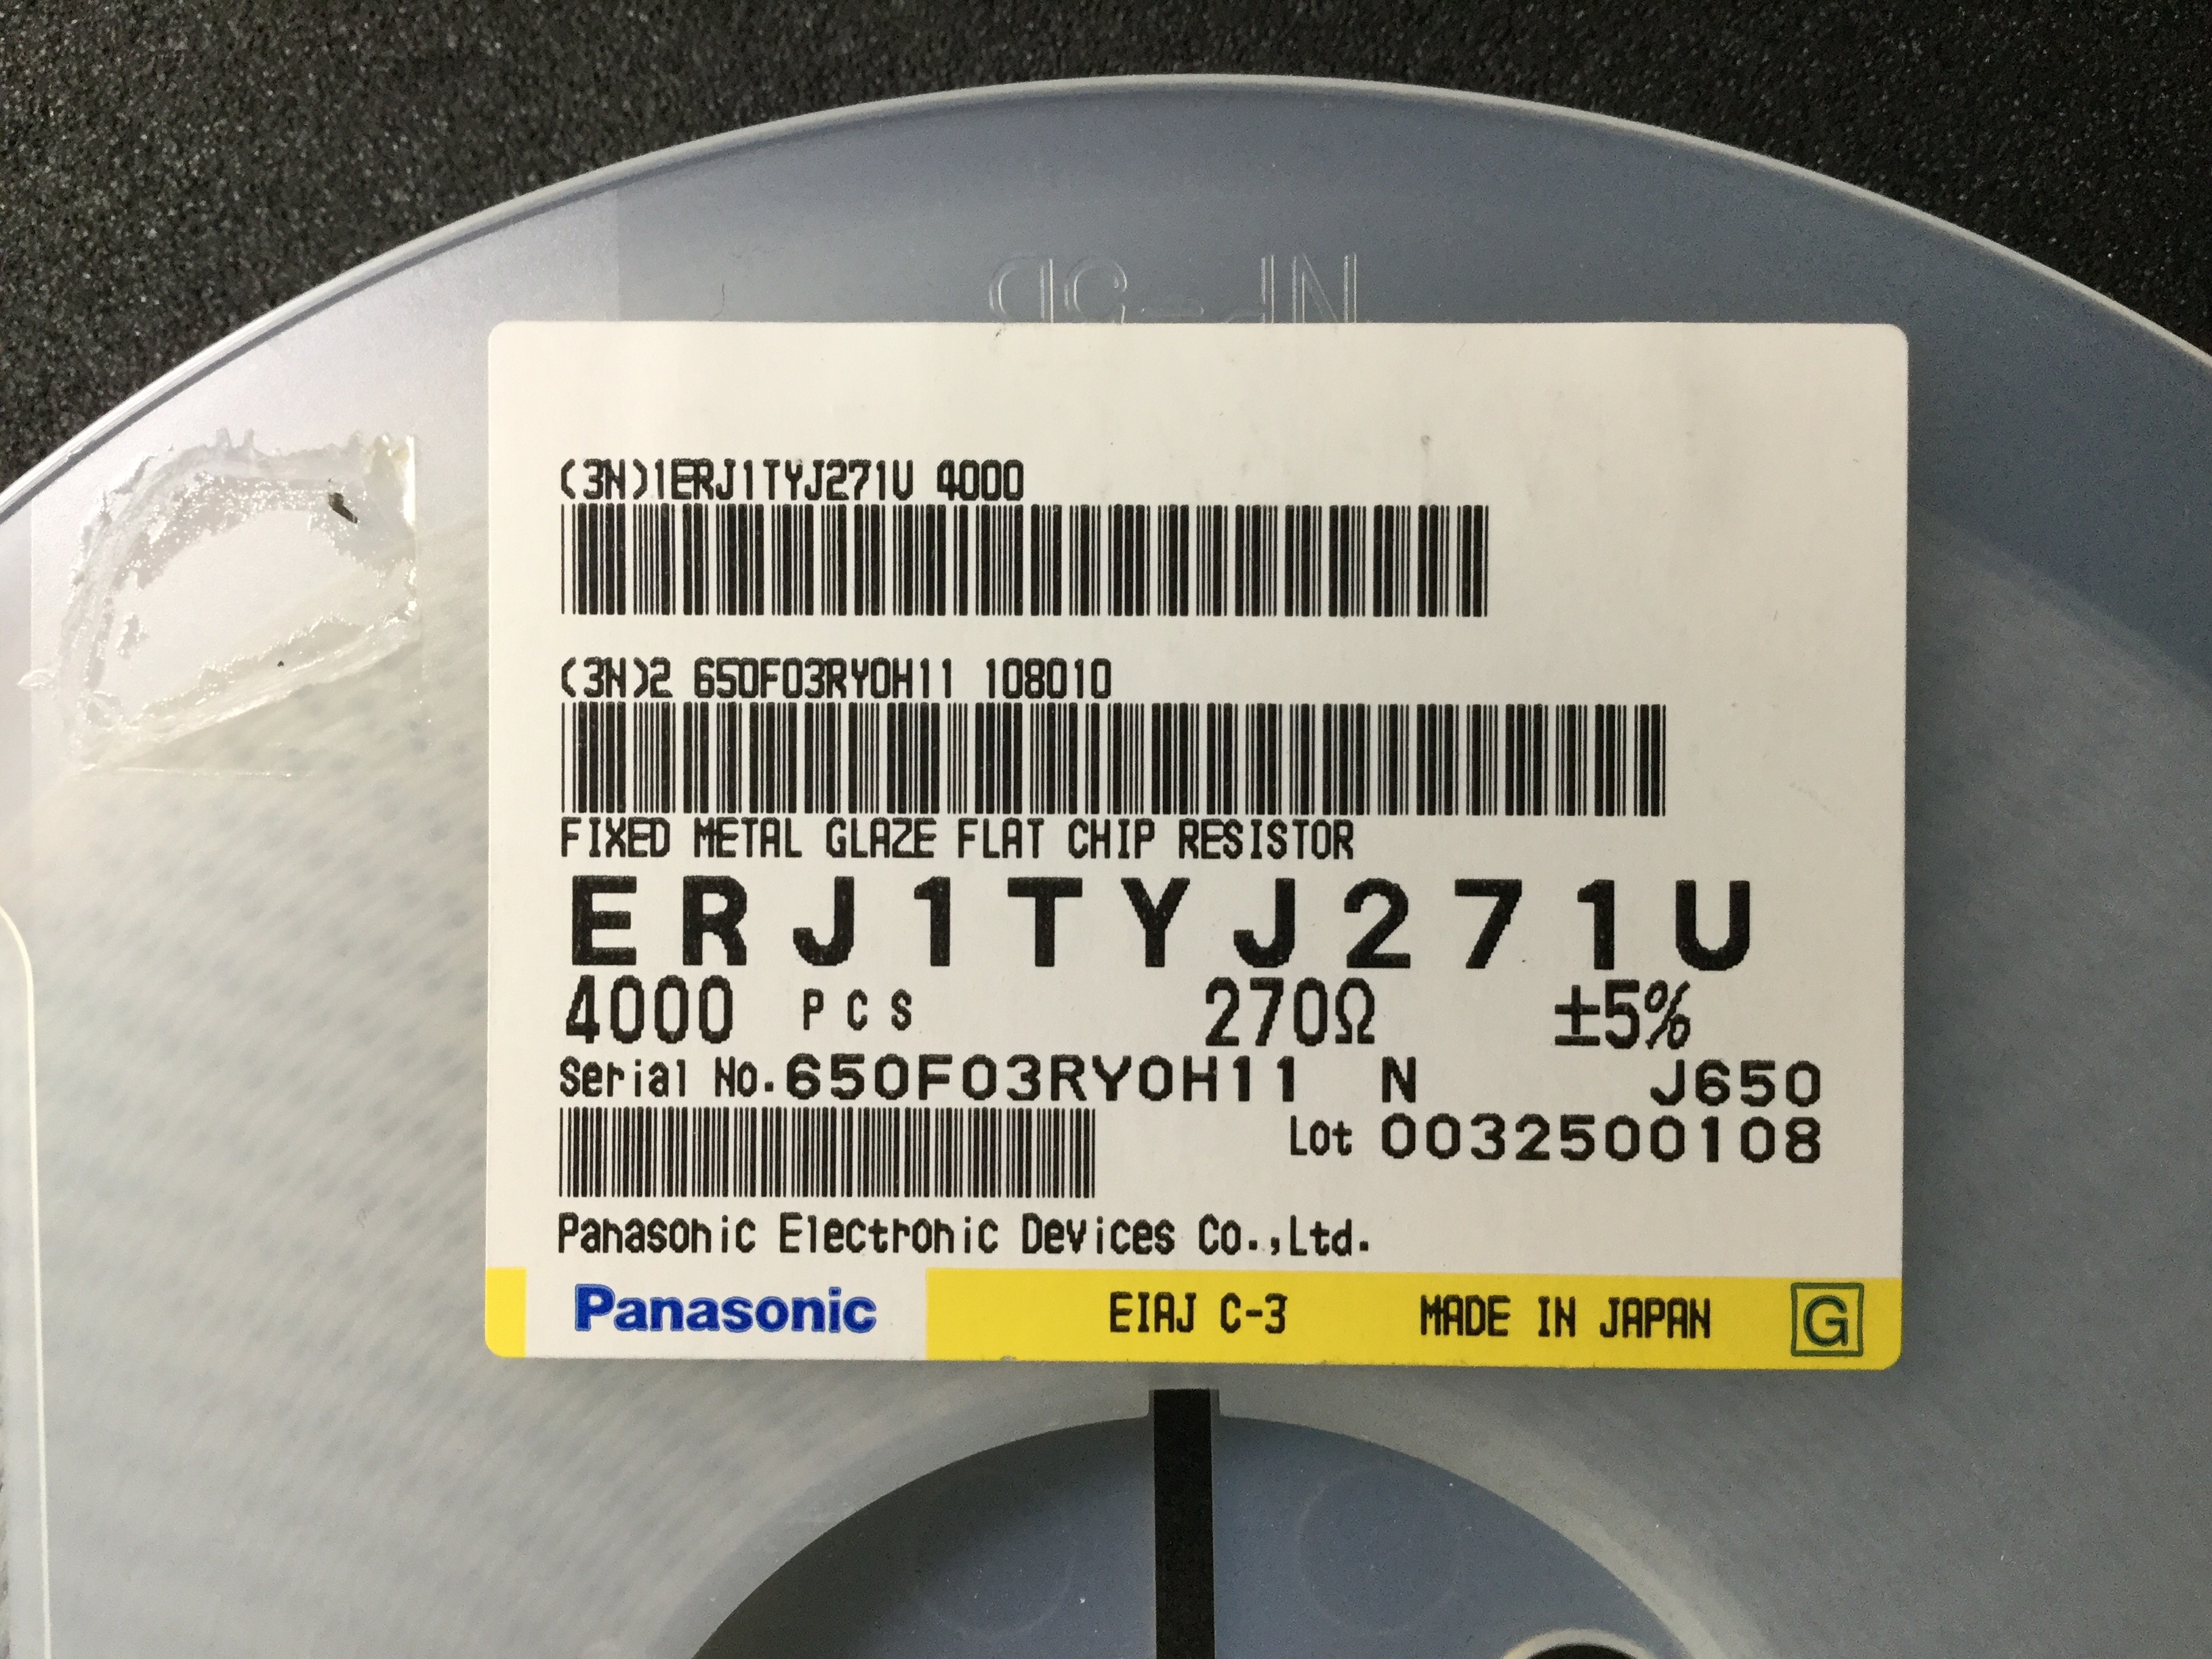 (3N)1ERJ1TYJ271U 4000
(3N)2 650F03RY0H11 108010
FIXED METAL GLAZE FLAT CHIP RESISTOR
ERJ1TYJ271U
4000 PCS 270Ω ±5%
Serial No.650F03RY0H11 N J650
Lot 0032500108
Panasonic Electronic Devices Co.,Ltd.
Panasonic EIAJ C-3 MADE IN JAPAN G